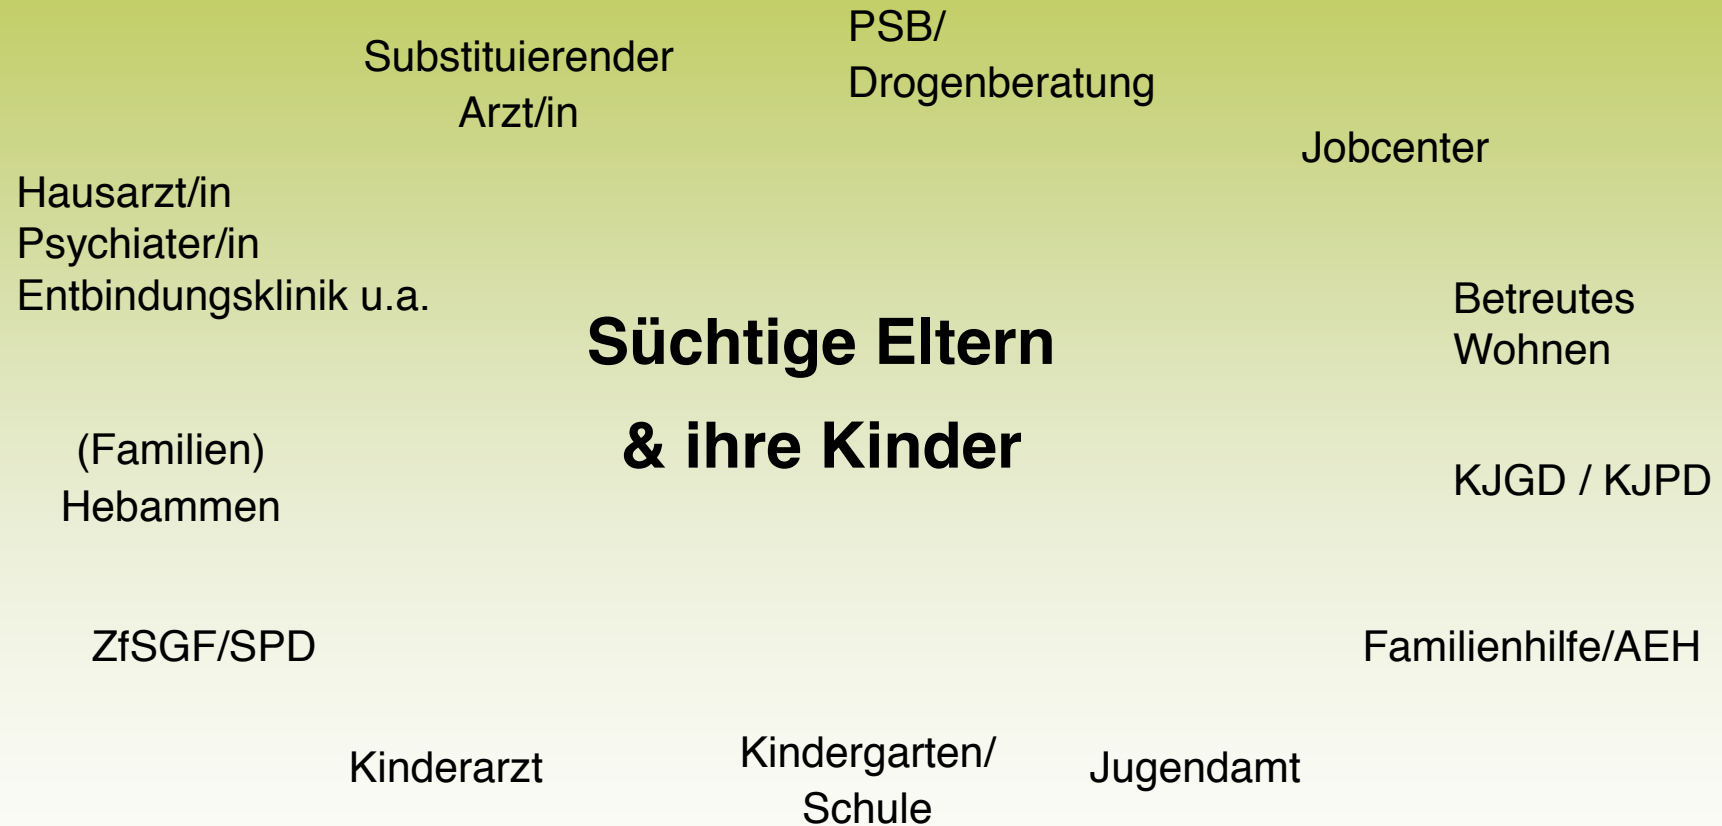 PSB/
Drogenberatung
Substituierender
Arzt/in
Jobcenter
Hausarzt/in
Psychiater/in
Entbindungsklinik u.a.
Betreutes
Wohnen
Süchtige Eltern
& ihre Kinder
(Familien)
Hebammen
KJGD / KJPD
ZfSGF/SPD
Familienhilfe/AEH
Kinderarzt
Kindergarten/
Schule
Jugendamt